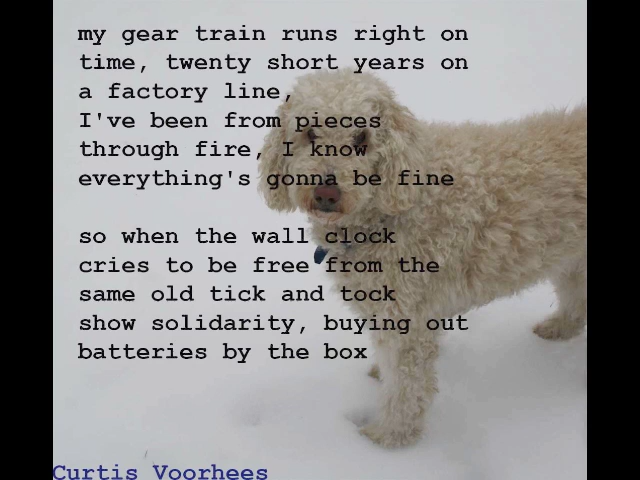 my gear train runs right on
time, twenty short years on
a factory line,
I've been from pieces
through fire, I know
everything's gonna be fine
so when the wall clock
cries to be free from the
same old tick and tock
show solidarity, buying out
batteries by the box
Curtis Voorhees